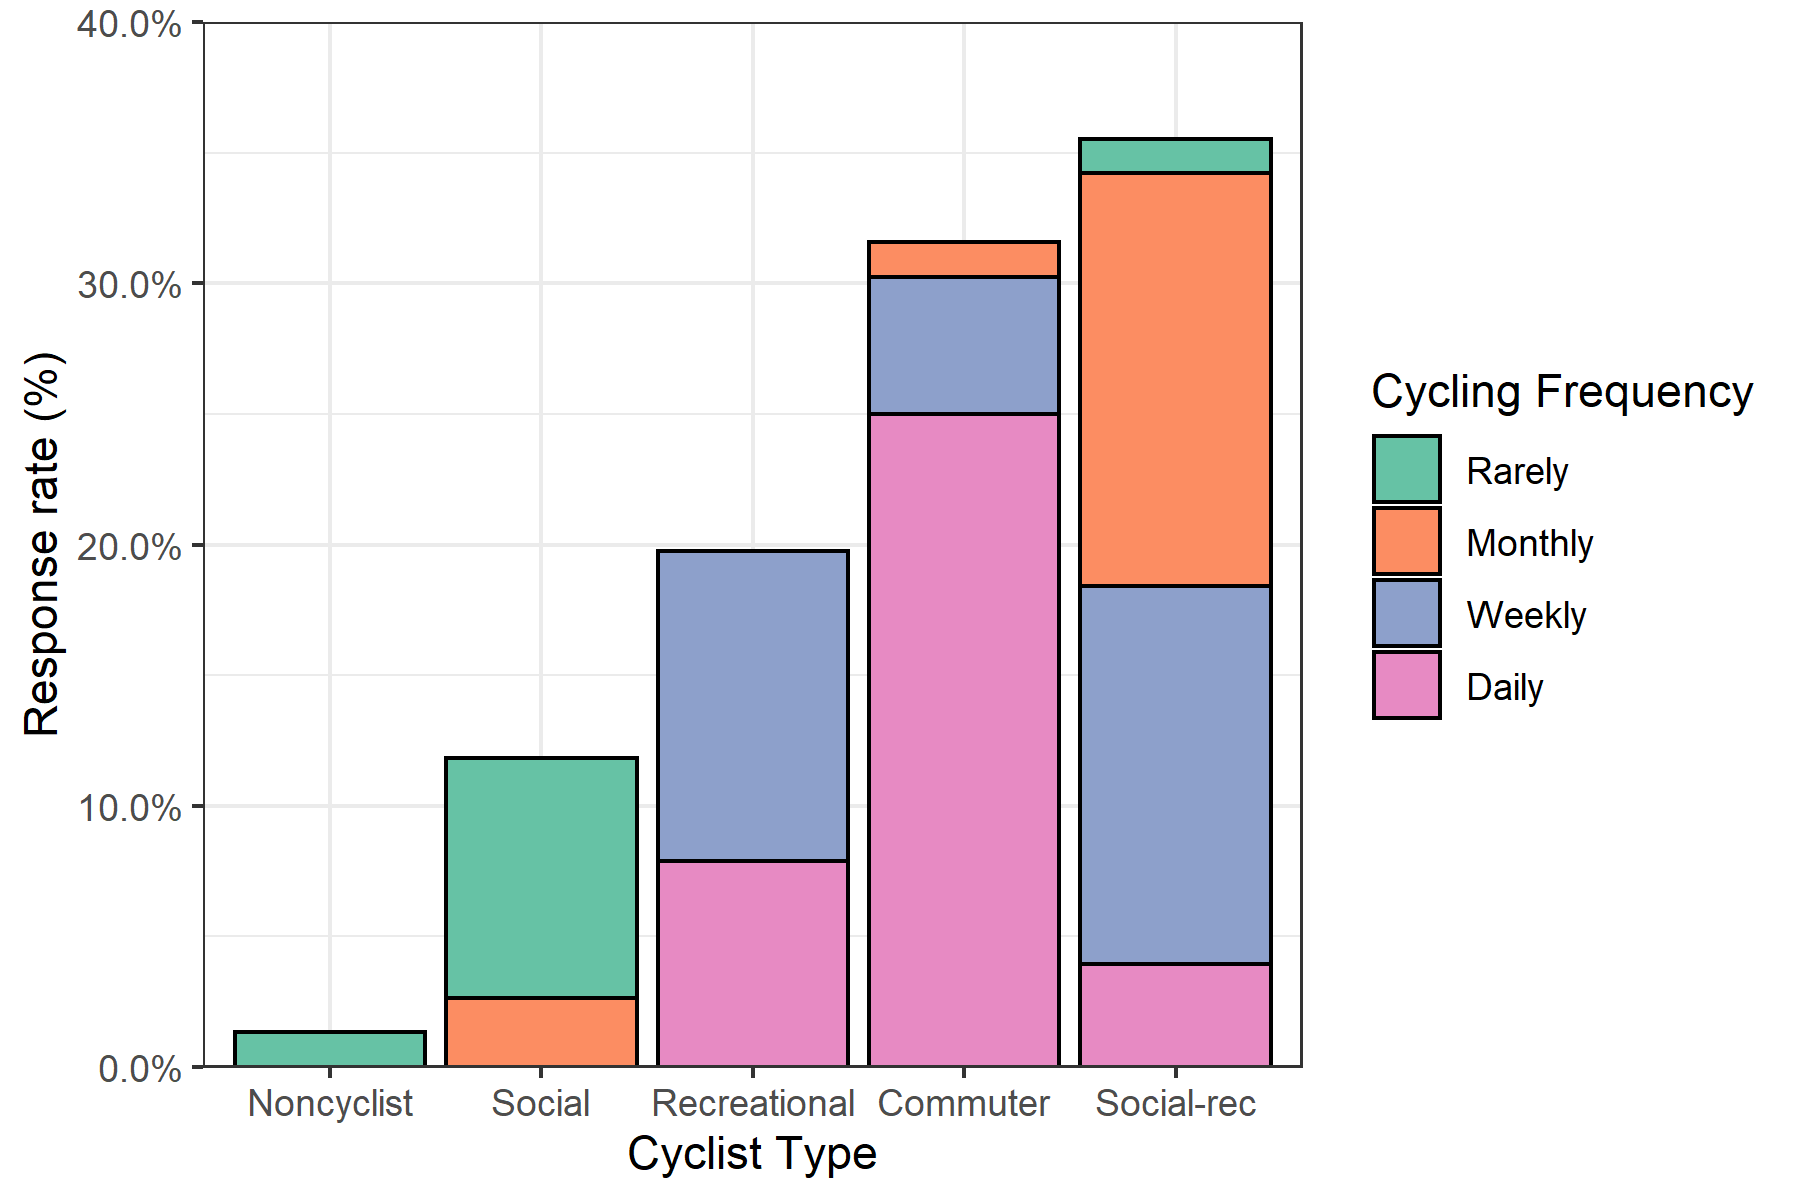 40.0%
30.0%
20.0%
10.0%
0.0%
Response rate (%)
Noncyclist Social Recreational Commuter Social-rec
Cyclist Type
Cycling Frequency
Rarely
Monthly
Weekly
Daily